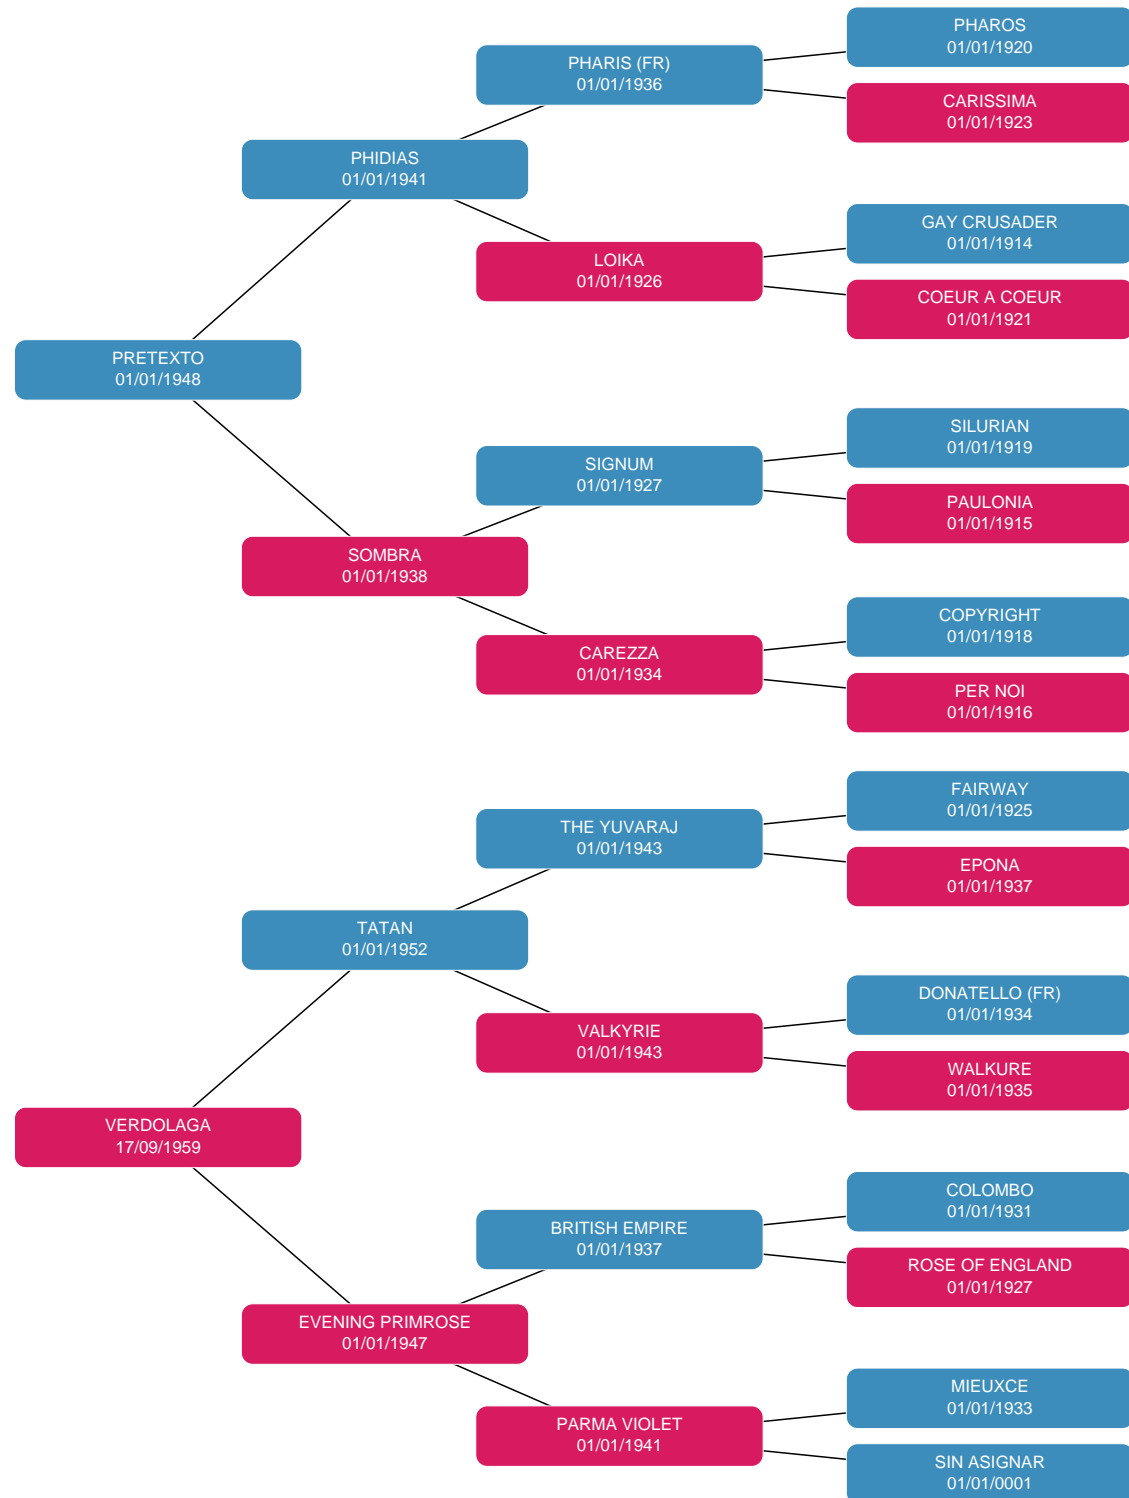 PHAROS
01/01/1920
PHARIS (FR)
01/01/1936
CARISSIMA
01/01/1923
PHIDIAS
01/01/1941
GAY CRUSADER
01/01/1914
LOIKA
01/01/1926
COEUR A COEUR
01/01/1921
PRETEXTO
01/01/1948
SILURIAN
01/01/1919
SIGNUM
01/01/1927
PAULONIA
01/01/1915
SOMBRA
01/01/1938
COPYRIGHT
01/01/1918
CAREZZA
01/01/1934
PER NOI
01/01/1916
FAIRWAY
01/01/1925
THE YUVARAJ
01/01/1943
EPONA
01/01/1937
TATAN
01/01/1952
DONATELLO (FR)
01/01/1934
VALKYRIE
01/01/1943
WALKURE
01/01/1935
VERDOLAGA
17/09/1959
COLOMBO
01/01/1931
BRITISH EMPIRE
01/01/1937
ROSE OF ENGLAND
01/01/1927
EVENING PRIMROSE
01/01/1947
MIEUXCE
01/01/1933
PARMA VIOLET
01/01/1941
SIN ASIGNAR
01/01/0001